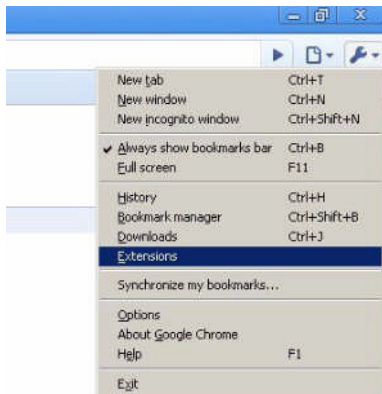 New tab Ctrl+T
New window Ctrl+N
New incognito window Ctrl+Shift+N
Always show bookmarks bar Ctrl+B
Full screen F11
History Ctrl+H
Bookmark manager Ctrl+Shift+B
Downloads Ctrl+J
Extensions
Synchronize my bookmarks...
Options
About Google Chrome
Help F1
Exit